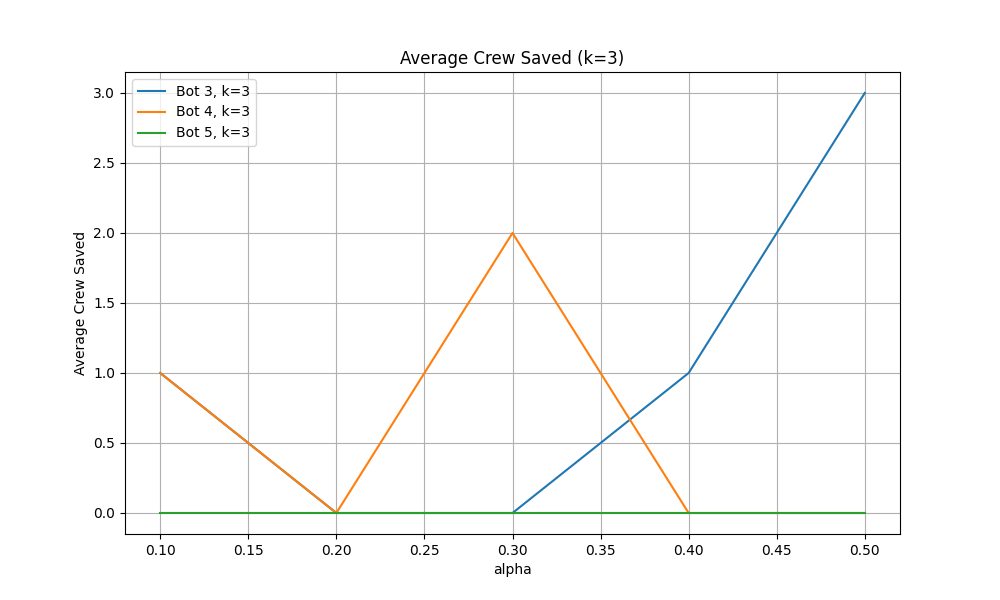 Average Crew Saved (k=3)
Bot 3, k=3
Bot 4, k=3
Bot 5, k=3
Average Crew Saved
3.0
2.5
2.0
1.5
1.0
0.5
0.0
0.10 0.15 0.20 0.25 0.30 0.35 0.40 0.45 0.50
alpha